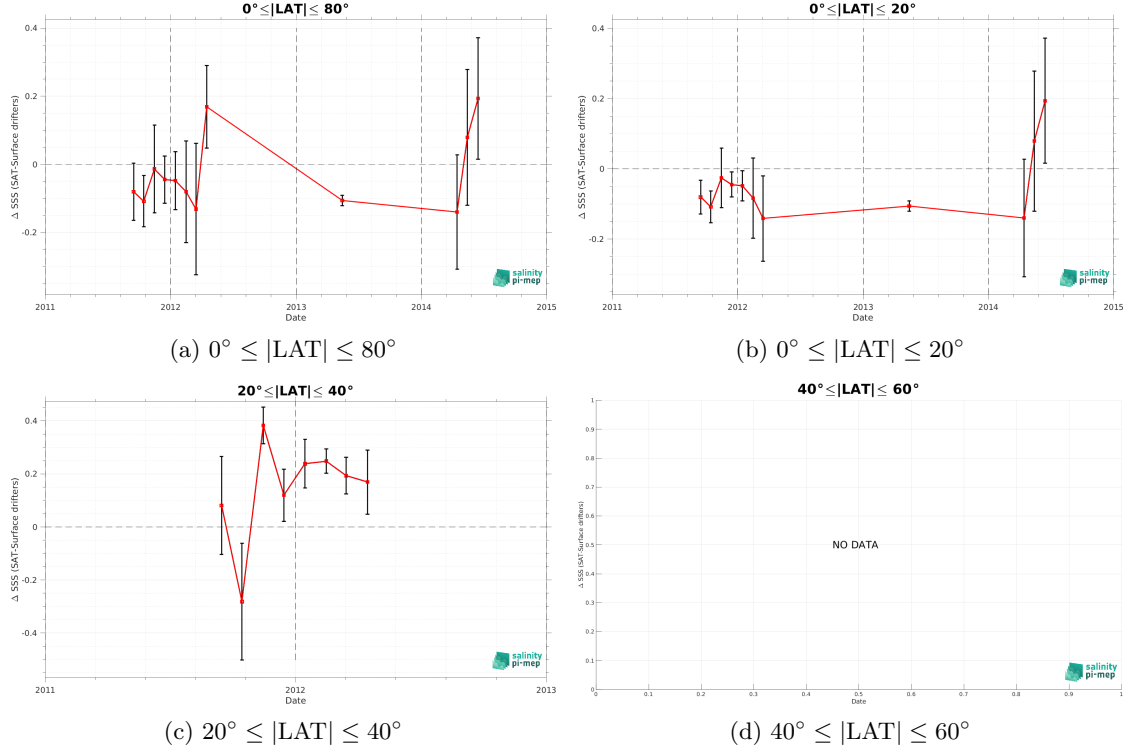 0°≤|LAT|≤ 80°
0.4
0.2
0
-0.2
Δ SSS (SAT-Surface drifters)
2011
2012
2013
2014
2015
Date
salinity
pi-mep
(a) 0° ≤ |LAT| ≤ 80°
0°≤|LAT|≤ 20°
0.4
0.2
0
-0.2
Δ SSS (SAT-Surface drifters)
2011
2012
2013
2014
2015
Date
salinity
pi-mep
(b) 0° ≤ |LAT| ≤ 20°
20°≤|LAT|≤ 40°
0.4
0.2
0
-0.2
-0.4
Δ SSS (SAT-Surface drifters)
2011
2012
2013
Date
salinity
pi-mep
(c) 20° ≤ |LAT| ≤ 40°
40°≤|LAT|≤ 60°
1
0.9
0.8
0.7
0.6
0.5
0.4
0.3
0.2
0.1
0
Δ SSS (SAT-Surface drifters)
NO DATA
0
0.1
0.2
0.3
0.4
0.5
0.6
0.7
0.8
0.9
1
Date
salinity
pi-mep
(d) 40° ≤ |LAT| ≤ 60°